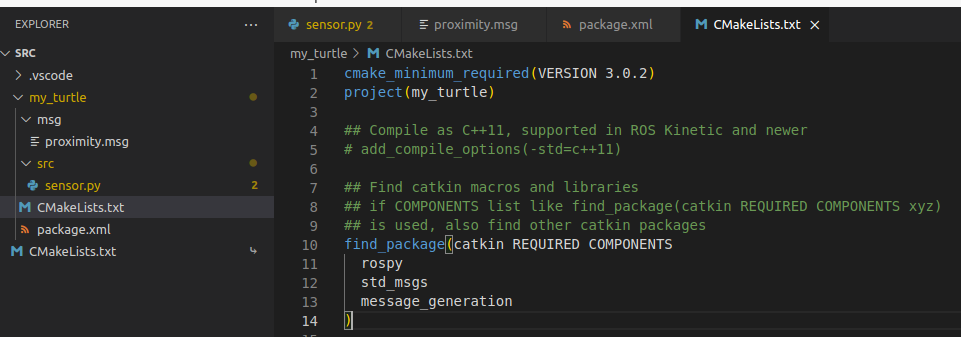 EXPLORER
...
SRC
.vscode
my_turtle
msg
proximity.msg
src
sensor.py 2
CMakeLists.txt
package.xml
CMakeLists.txt
sensor.py 2
proximity.msg
package.xml
CMakeLists.txt
my_turtle > CMakeLists.txt
1 cmake_minimum_required(VERSION 3.0.2)
2 project(my_turtle)
3
4 ## Compile as C++11, supported in ROS Kinetic and newer
5 # add_compile_options(-std=c++11)
6
7 ## Find catkin macros and libraries
8 ## if COMPONENTS list like find_package(catkin REQUIRED COMPONENTS xyz)
9 ## is used, also find other catkin packages
10 find_package(catkin REQUIRED COMPONENTS
11   rospy
12   std_msgs
13   message_generation
14 )